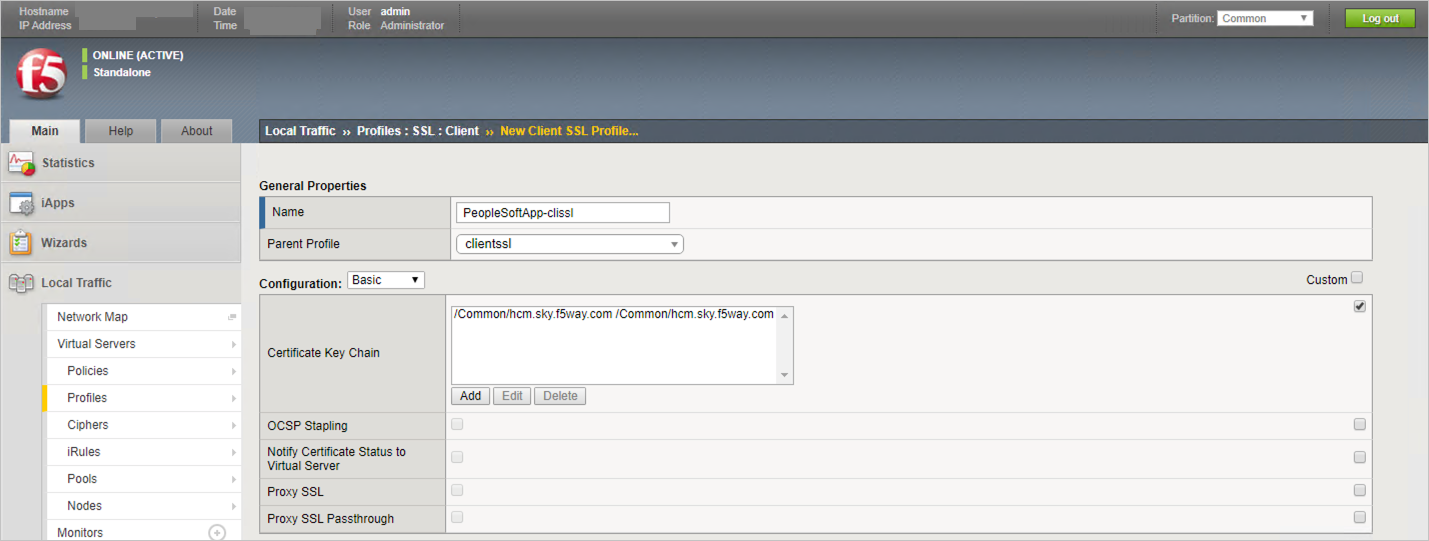 Hostname
IP Address
Date
Time
User admin
Role Administrator
Partition: Common
Log out
f5
ONLINE (ACTIVE)
Standalone
Main Help About
Local Traffic ›› Profiles : SSL : Client ›› New Client SSL Profile...
Statistics
iApps
Wizards
Local Traffic
Network Map
Virtual Servers
Policies
Profiles
Ciphers
iRules
Pools
Nodes
Monitors
General Properties
Name PeopleSoftApp-clissl
Parent Profile clientssl
Configuration: Basic Custom
Certificate Key Chain
/Common/hcm.sky.f5way.com /Common/hcm.sky.f5way.com
Add Edit Delete
OCSP Stapling
Notify Certificate Status to
Virtual Server
Proxy SSL
Proxy SSL Passthrough